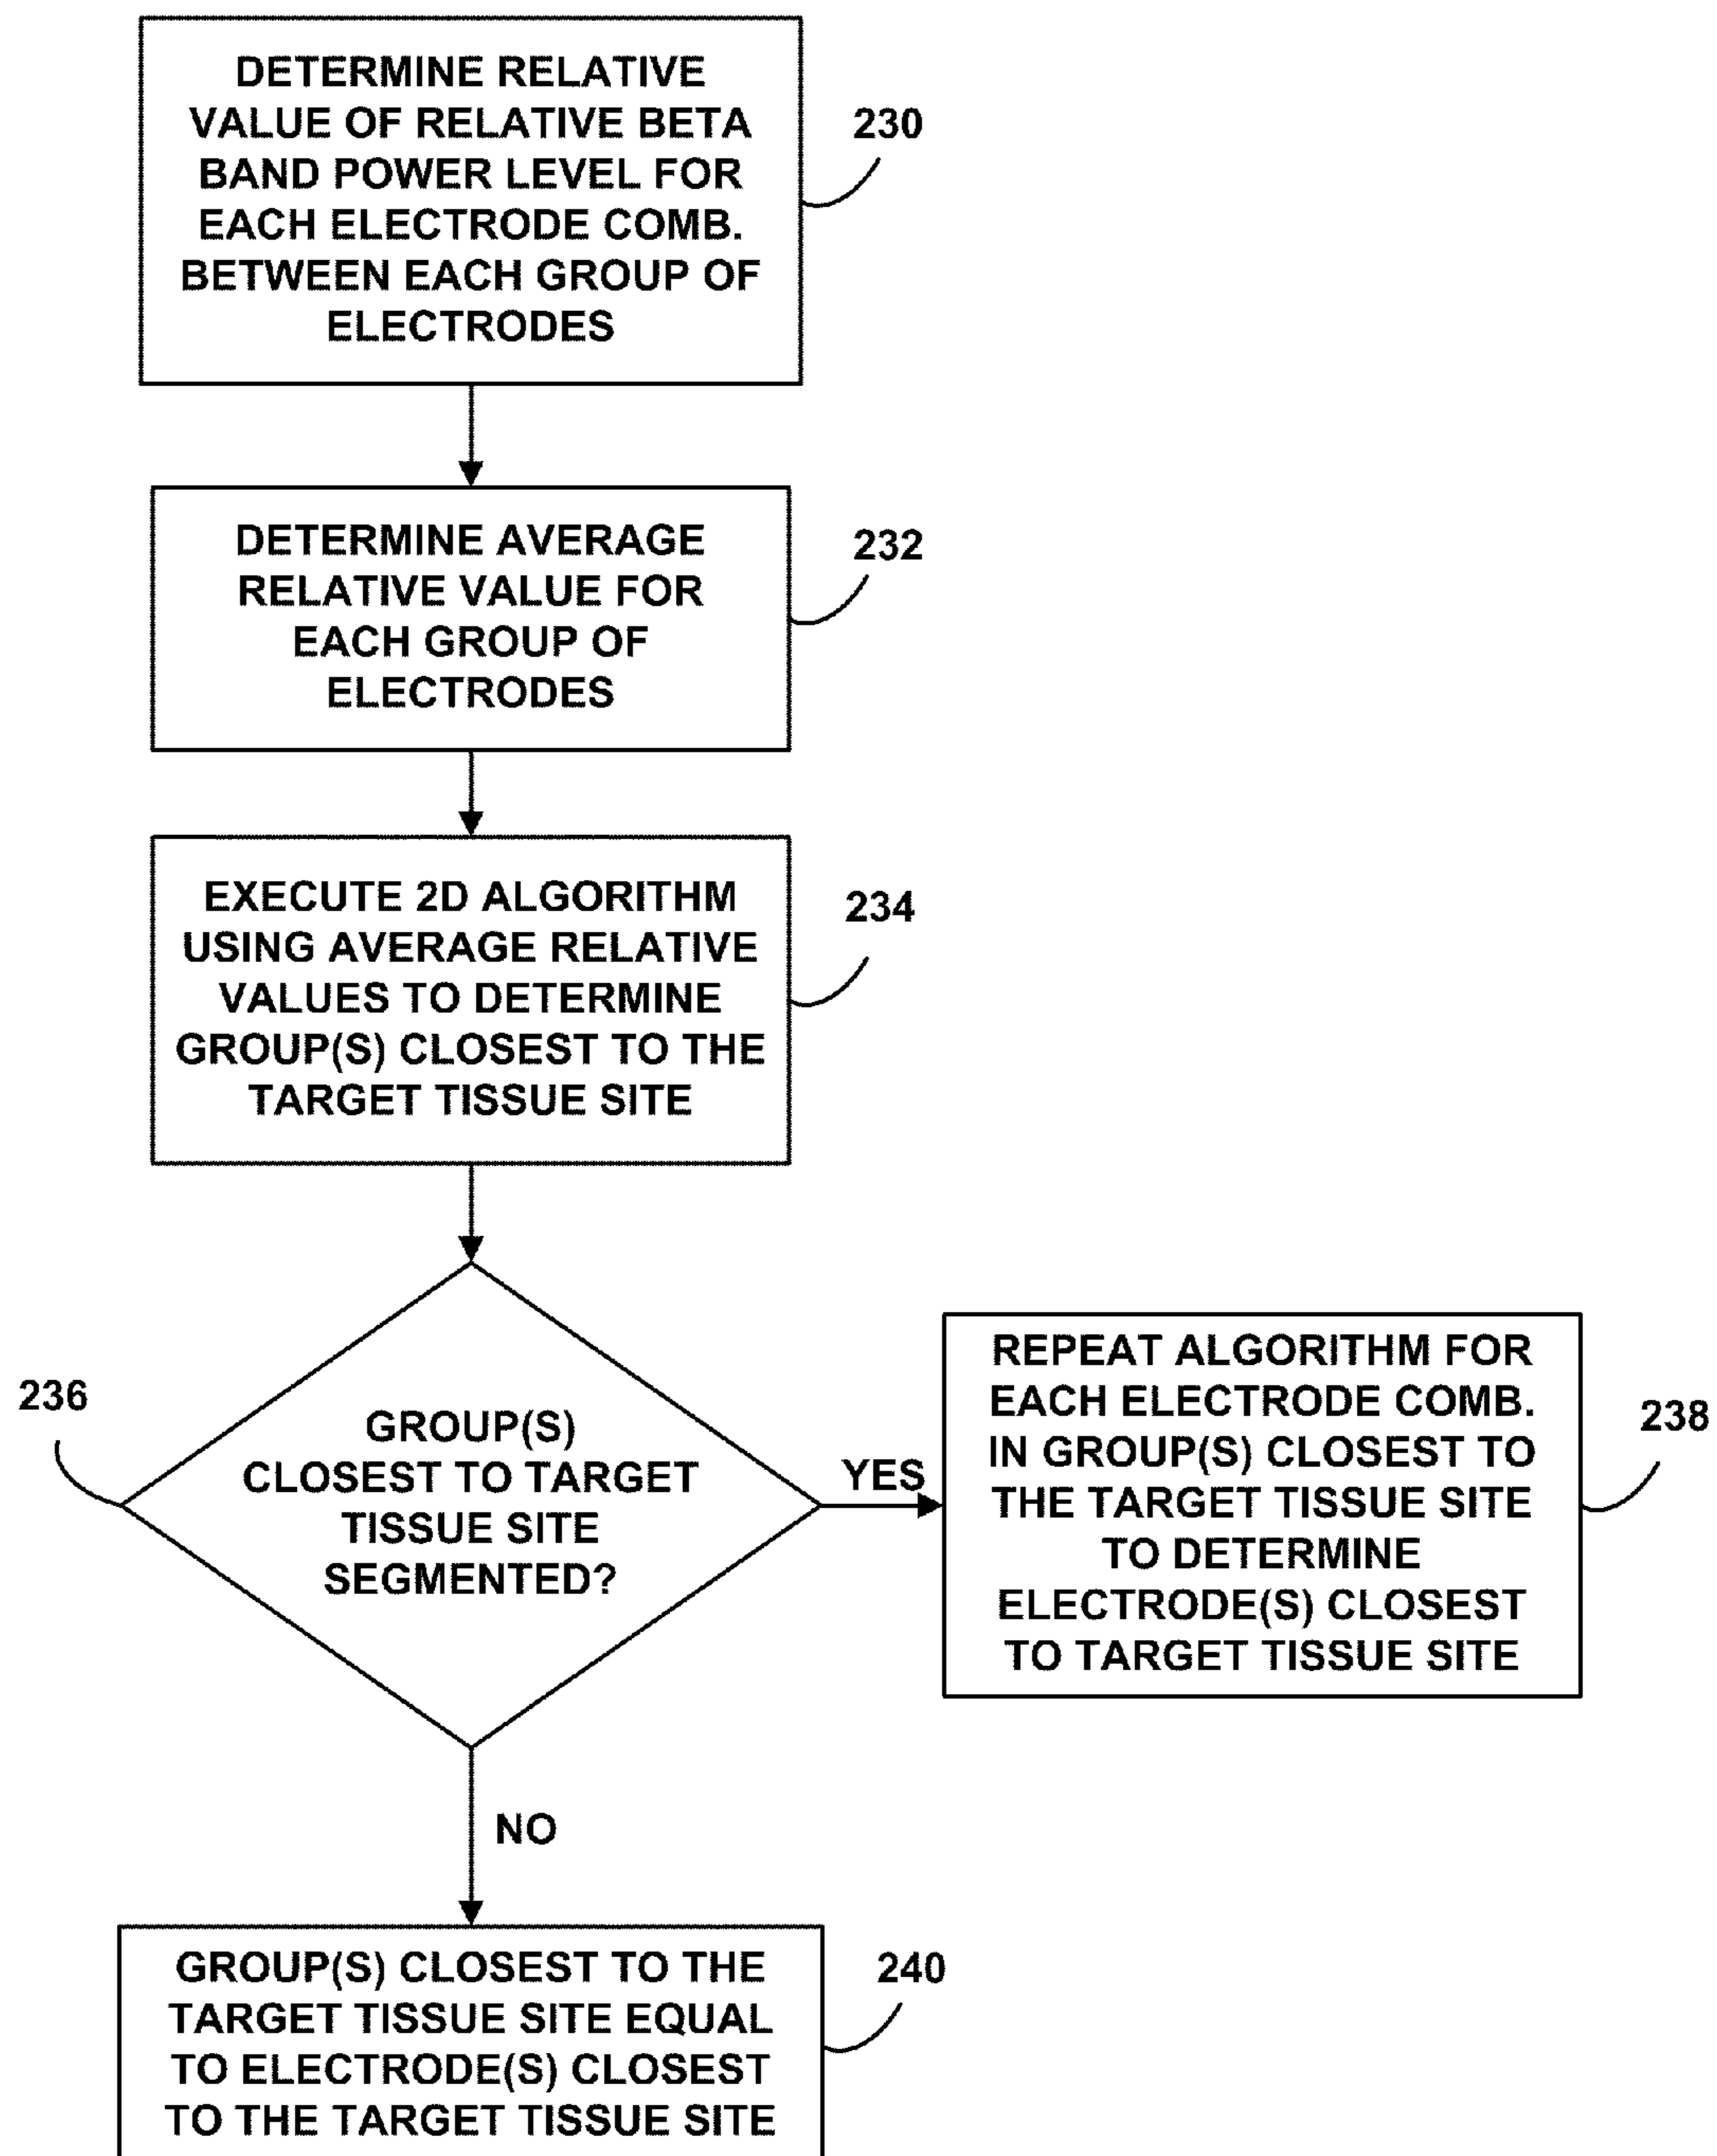 DETERMINE RELATIVE
VALUE OF RELATIVE BETA
BAND POWER LEVEL FOR
EACH ELECTRODE COMB.
BETWEEN EACH GROUP OF
ELECTRODES
230
DETERMINE AVERAGE
RELATIVE VALUE FOR
EACH GROUP OF
ELECTRODES
232
EXECUTE 2D ALGORITHM
USING AVERAGE RELATIVE
VALUES TO DETERMINE
GROUP(S) CLOSEST TO THE
TARGET TISSUE SITE
234
236
GROUP(S)
CLOSEST TO TARGET
TISSUE SITE
SEGMENTED?
YES
REPEAT ALGORITHM FOR
EACH ELECTRODE COMB.
IN GROUP(S) CLOSEST TO
THE TARGET TISSUE SITE
TO DETERMINE
ELECTRODE(S) CLOSEST
TO TARGET TISSUE SITE
238
NO
GROUP(S) CLOSEST TO THE
TARGET TISSUE SITE EQUAL
TO ELECTRODE(S) CLOSEST
TO THE TARGET TISSUE SITE
240